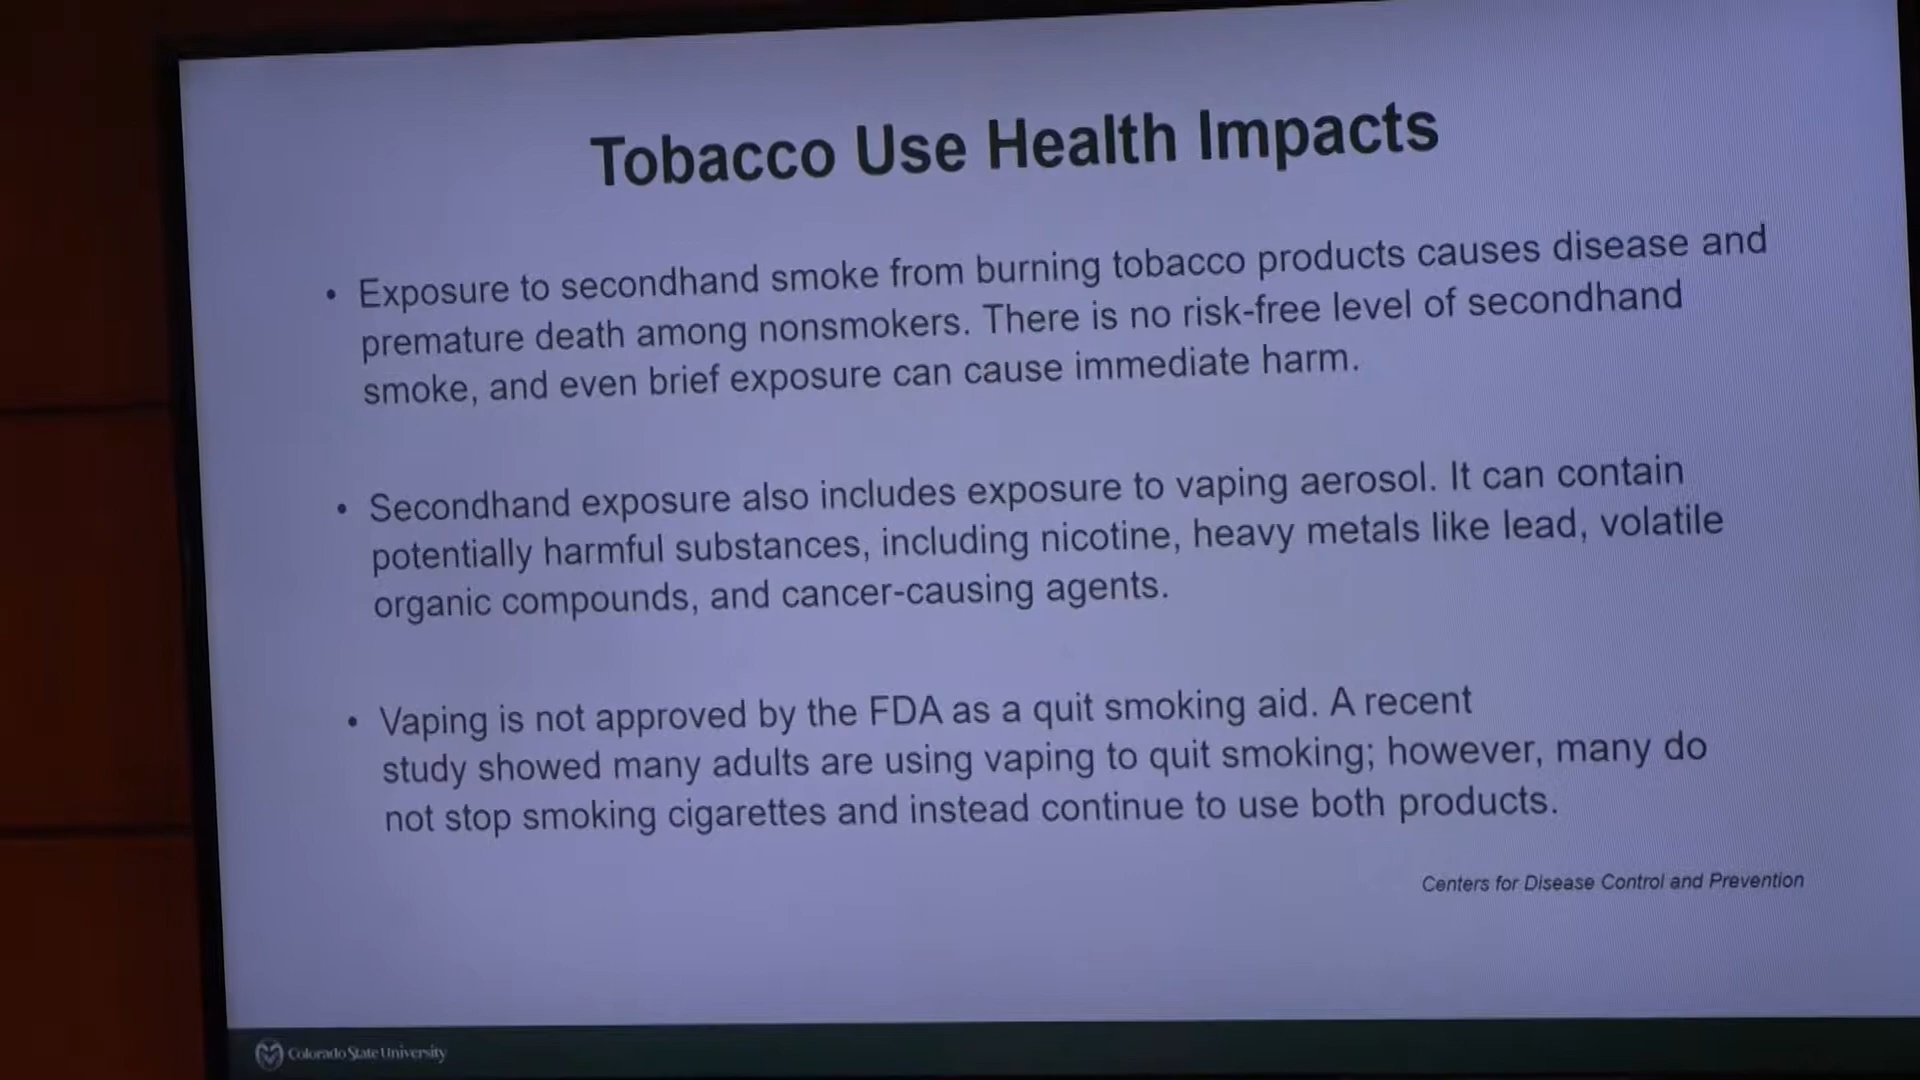 Tobacco Use Health Impacts
• Exposure to secondhand smoke from burning tobacco products causes disease and
premature death among nonsmokers. There is no risk-free level of secondhand
smoke, and even brief exposure can cause immediate harm.
• Secondhand exposure also includes exposure to vaping aerosol. It can contain
potentially harmful substances, including nicotine, heavy metals like lead, volatile
organic compounds, and cancer-causing agents.
• Vaping is not approved by the FDA as a quit smoking aid. A recent
study showed many adults are using vaping to quit smoking; however, many do
not stop smoking cigarettes and instead continue to use both products.
Centers for Disease Control and Prevention
Colorado State University